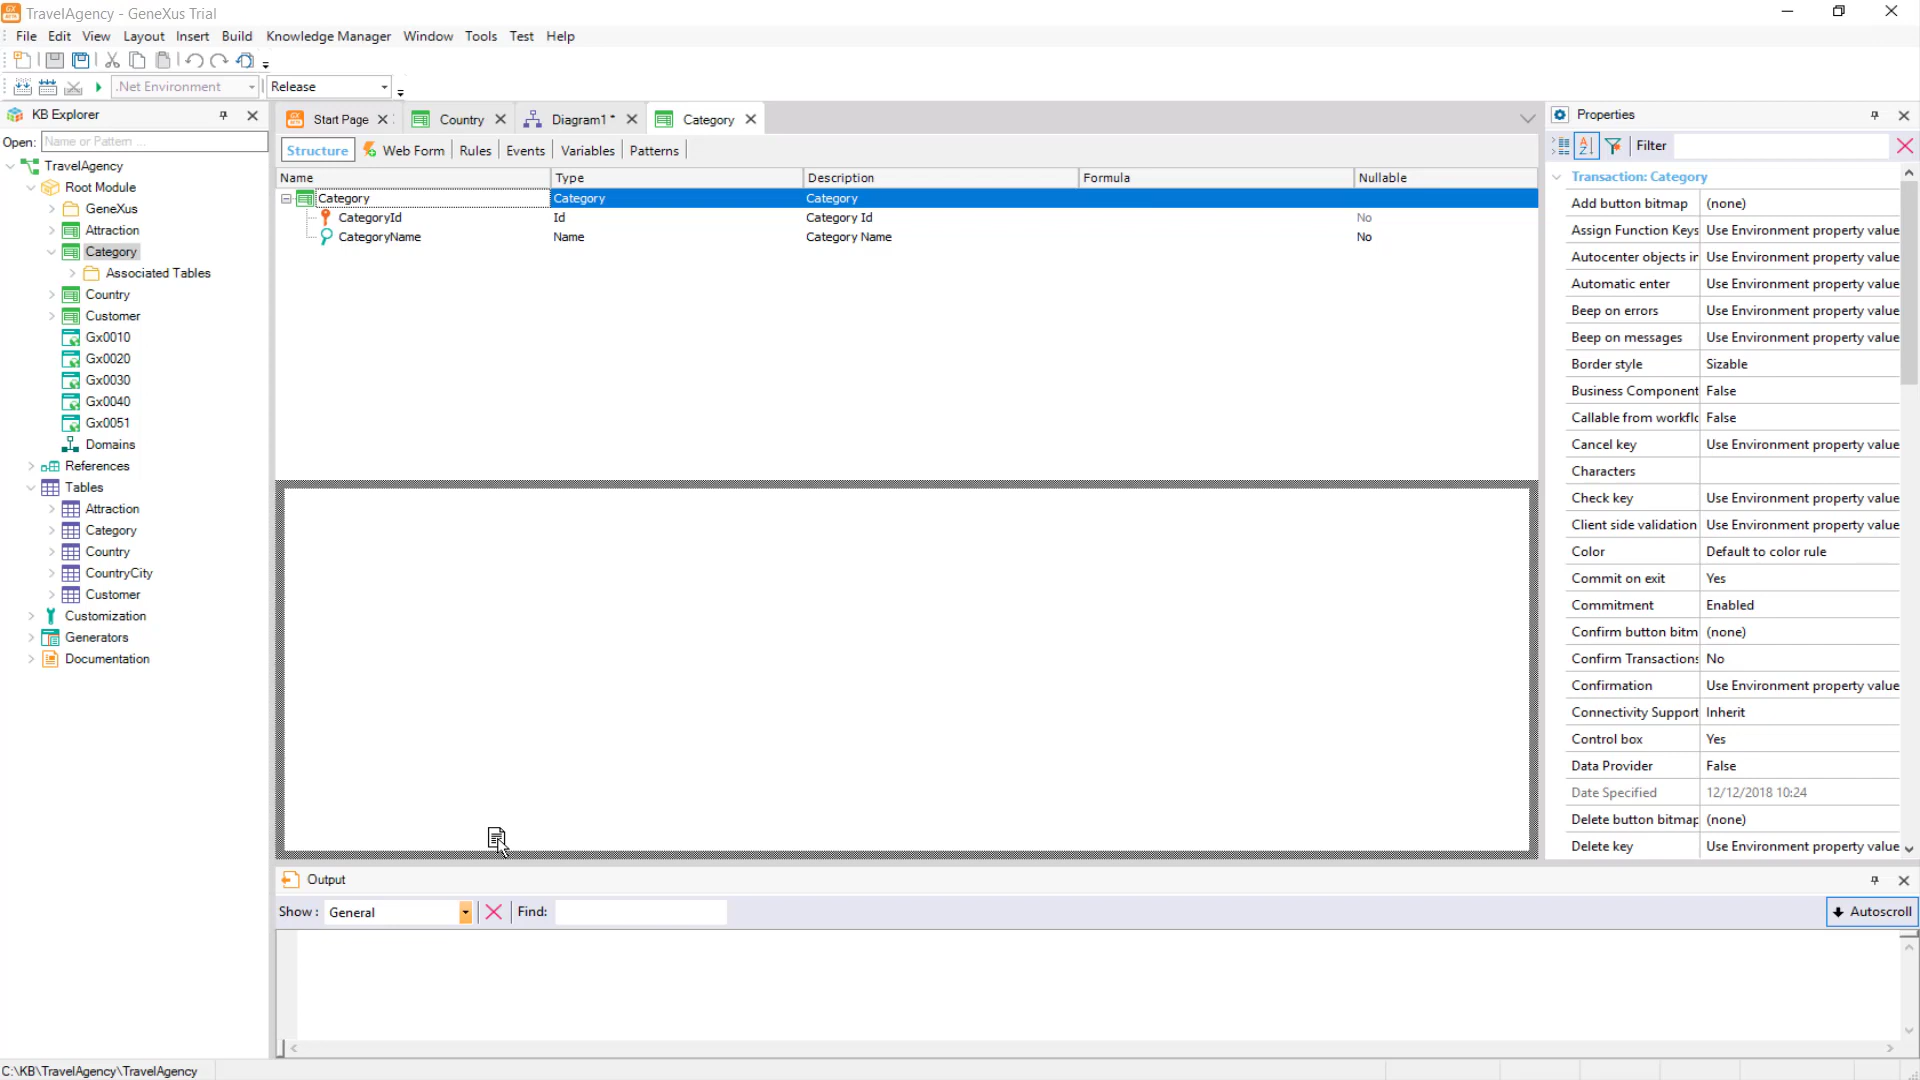 TravelAgency - GeneXus Trial
File Edit View Layout Insert Build Knowledge Manager Window Tools Test Help
.Net Environment Release
KB Explorer
Open: Name or Pattern ...
TravelAgency
Root Module
GeneXus
Attraction
Category
Associated Tables
Country
Customer
Gx0010
Gx0020
Gx0030
Gx0040
Gx0051
Domains
References
Tables
Attraction
Category
Country
CountryCity
Customer
Customization
Generators
Documentation
Start Page Country Diagram1 * Category
Structure Web Form Rules Events Variables Patterns
Name Type Description Formula Nullable
Category Category Category
CategoryId Id Category Id No
CategoryName Name Category Name No
Output
Show : General Find: Autoscroll
Properties
Filter
Transaction: Category
Add button bitmap (none)
Assign Function Keys Use Environment property value
Autocenter objects in Use Environment property value
Automatic enter Use Environment property value
Beep on errors Use Environment property value
Beep on messages Use Environment property value
Border style Sizable
Business Component False
Callable from workflo False
Cancel key Use Environment property value
Characters
Check key Use Environment property value
Client side validation Use Environment property value
Color Default to color rule
Commit on exit Yes
Commitment Enabled
Confirm button bitm (none)
Confirm Transactions No
Confirmation Use Environment property value
Connectivity Support Inherit
Control box Yes
Data Provider False
Date Specified 12/12/2018 10:24
Delete button bitmap (none)
Delete key Use Environment property value
C:\KB\TravelAgency\TravelAgency